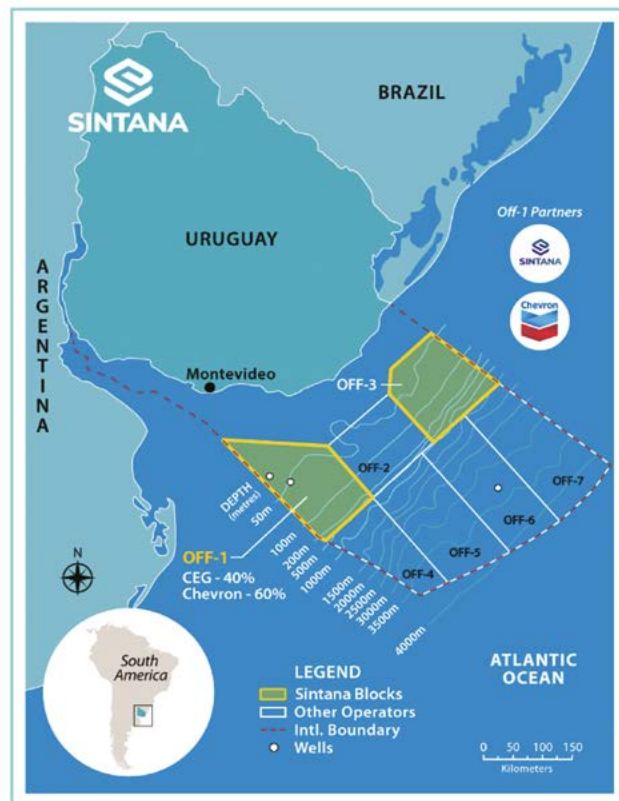 SINTANA
BRAZIL
URUGUAY
ARGENTINA
Off-1 Partners
SINTANA
Chevron
Montevideo
OFF-3
OFF-2
OFF-7
OFF-6
OFF-5
OFF-4
DEPTH
(metres)
50m
100m
200m
500m
1000m
1500m
2000m
2500m
3000m
3500m
4000m
OFF-1
CEG - 40%
Chevron - 60%
N
South
America
ATLANTIC
OCEAN
LEGEND
Sintana Blocks
Other Operators
Intl. Boundary
Wells
0 50 100 150
Kilometers